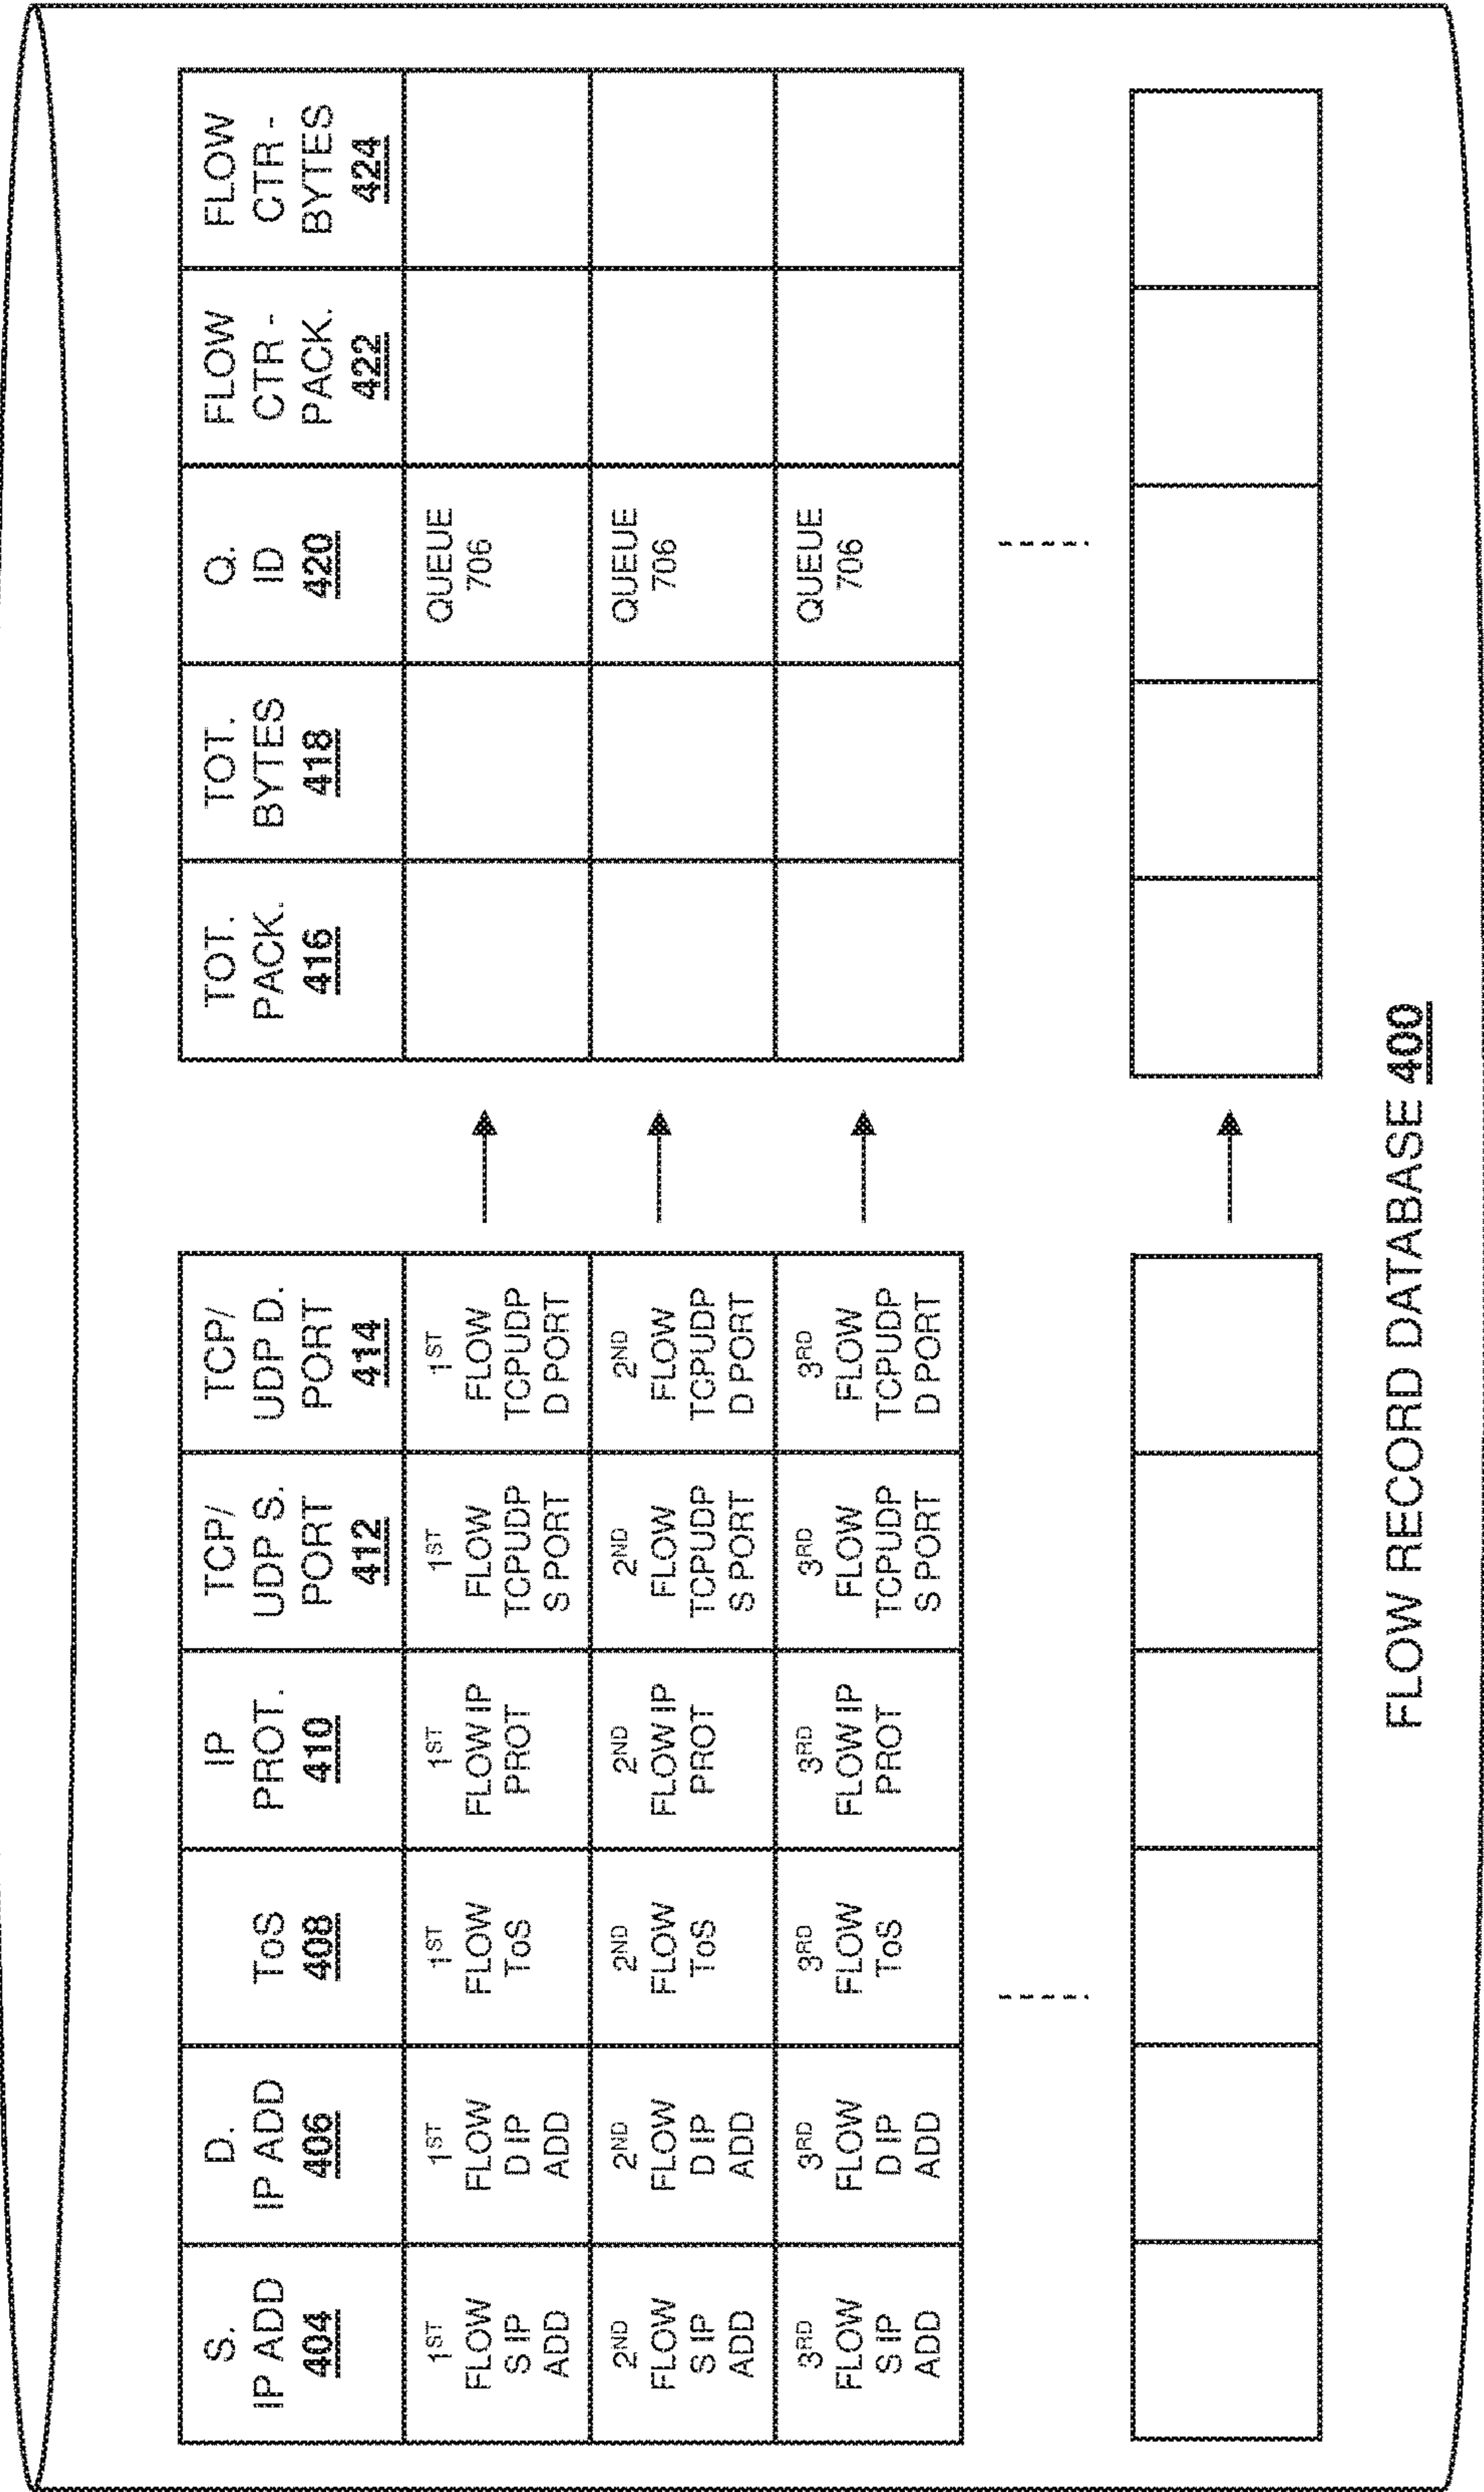 S.
IP ADD
404
D.
IP ADD
406
ToS
408
IP
PROT.
410
TCP/
UDP S.
PORT
412
TCP/
UDP D.
PORT
414
TOT.
PACK.
416
TOT.
BYTES
418
Q.
ID
420
FLOW
CTR -
PACK.
422
FLOW
CTR -
BYTES
424
1ST
FLOW
S IP
ADD
1ST
FLOW
D IP
ADD
1ST
FLOW
ToS
1ST
FLOW IP
PROT
1ST
FLOW
TCPUDP
S PORT
1ST
FLOW
TCPUDP
D PORT
QUEUE
706
2ND
FLOW
S IP
ADD
2ND
FLOW
D IP
ADD
2ND
FLOW
ToS
2ND
FLOW IP
PROT
2ND
FLOW
TCPUDP
S PORT
2ND
FLOW
TCPUDP
D PORT
QUEUE
706
3RD
FLOW
S IP
ADD
3RD
FLOW
D IP
ADD
3RD
FLOW
ToS
3RD
FLOW IP
PROT
3RD
FLOW
TCPUDP
S PORT
3RD
FLOW
TCPUDP
D PORT
QUEUE
706
FLOW RECORD DATABASE 400